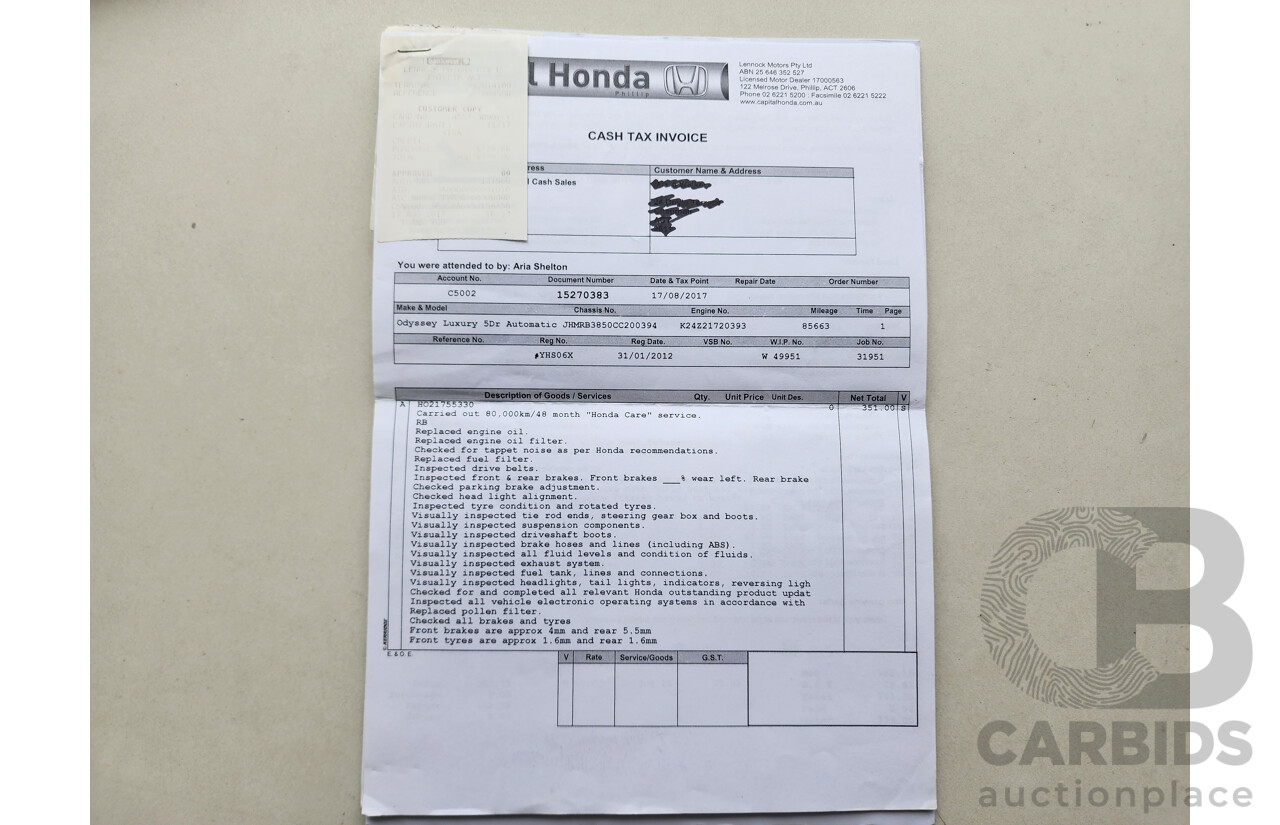 CUSTOMER COPY
l Honda
Phillip
Lennock Motors Pty Ltd
ABN 25 646 352 527
Licensed Motor Dealer 17000563
122 Melrose Drive, Phillip, ACT 2606
Phone 02 6221 5200 : Facsimile 02 6221 5222
www.capitalhonda.com.au
CASH TAX INVOICE
ress Customer Name & Address
l Cash Sales
You were attended to by: Aria Shelton
Account No. Document Number Date & Tax Point Repair Date Order Number
C5002 15270383 17/08/2017
Make & Model Chassis No. Engine No. Mileage Time Page
Odyssey Luxury 5Dr Automatic JHMRB3850CC200394 K24Z21720393 85663 1
Reference No. Reg No. Reg Date. VSB No. W.I.P. No. Job No.
YHS06X 31/01/2012 W 49951 31951
Description of Goods / Services Qty. Unit Price Unit Des. Net Total V
A HO21755330 0 351.00 S
Carried out 80,000km/48 month "Honda Care" service.
RB
Replaced engine oil.
Replaced engine oil filter.
Checked for tappet noise as per Honda recommendations.
Replaced fuel filter.
Inspected drive belts.
Inspected front & rear brakes. Front brakes ___% wear left. Rear brake
Checked parking brake adjustment.
Checked head light alignment.
Inspected tyre condition and rotated tyres.
Visually inspected tie rod ends, steering gear box and boots.
Visually inspected suspension components.
Visually inspected driveshaft boots.
Visually inspected brake hoses and lines (including ABS).
Visually inspected all fluid levels and condition of fluids.
Visually inspected exhaust system.
Visually inspected fuel tank, lines and connections.
Visually inspected headlights, tail lights, indicators, reversing ligh
Checked for and completed all relevant Honda outstanding product updat
Inspected all vehicle electronic operating systems in accordance with
Replaced pollen filter.
Checked all brakes and tyres
Front brakes are approx 4mm and rear 5.5mm
Front tyres are approx 1.6mm and rear 1.6mm
E. & O. E.
V Rate Service/Goods G.S.T.
CB
CARBIDS
auctionplace